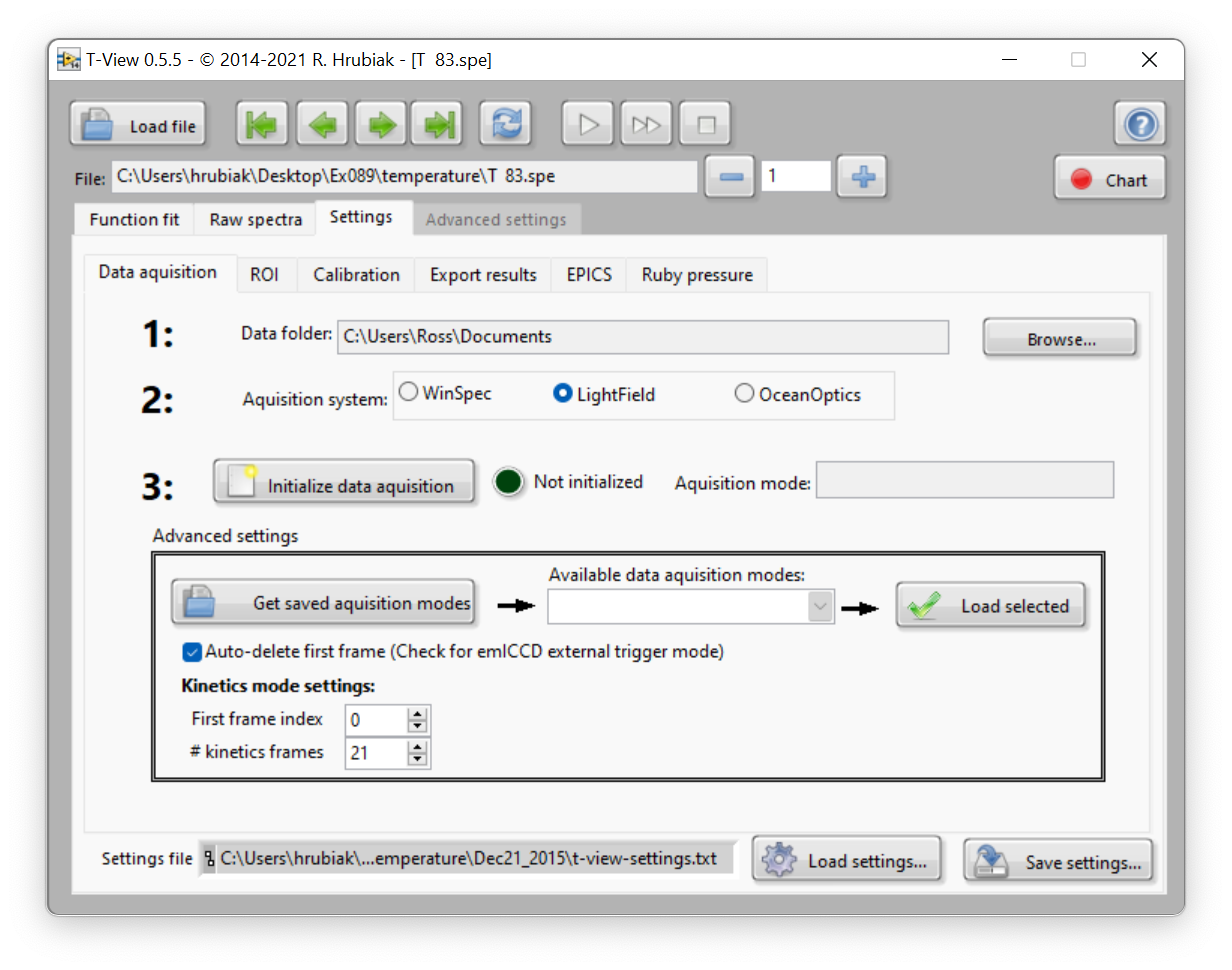 T-View 0.5.5 - © 2014-2021 R. Hrubiak - [T  83.spe]
Load file
File: C:\Users\hrubiak\Desktop\Ex089\temperature\T  83.spe 1 Chart
Function fit Raw spectra Settings Advanced settings
Data aquisition ROI Calibration Export results EPICS Ruby pressure
1: Data folder: C:\Users\Ross\Documents Browse...
2: Aquisition system: WinSpec LightField OceanOptics
3: Initialize data aquisition Not initialized Aquisition mode:
Advanced settings
Available data aquisition modes:
Get saved aquisition modes Load selected
Auto-delete first frame (Check for emICCD external trigger mode)
Kinetics mode settings:
First frame index 0
# kinetics frames 21
Settings file C:\Users\hrubiak\...emperature\Dec21_2015\t-view-settings.txt Load settings... Save settings...